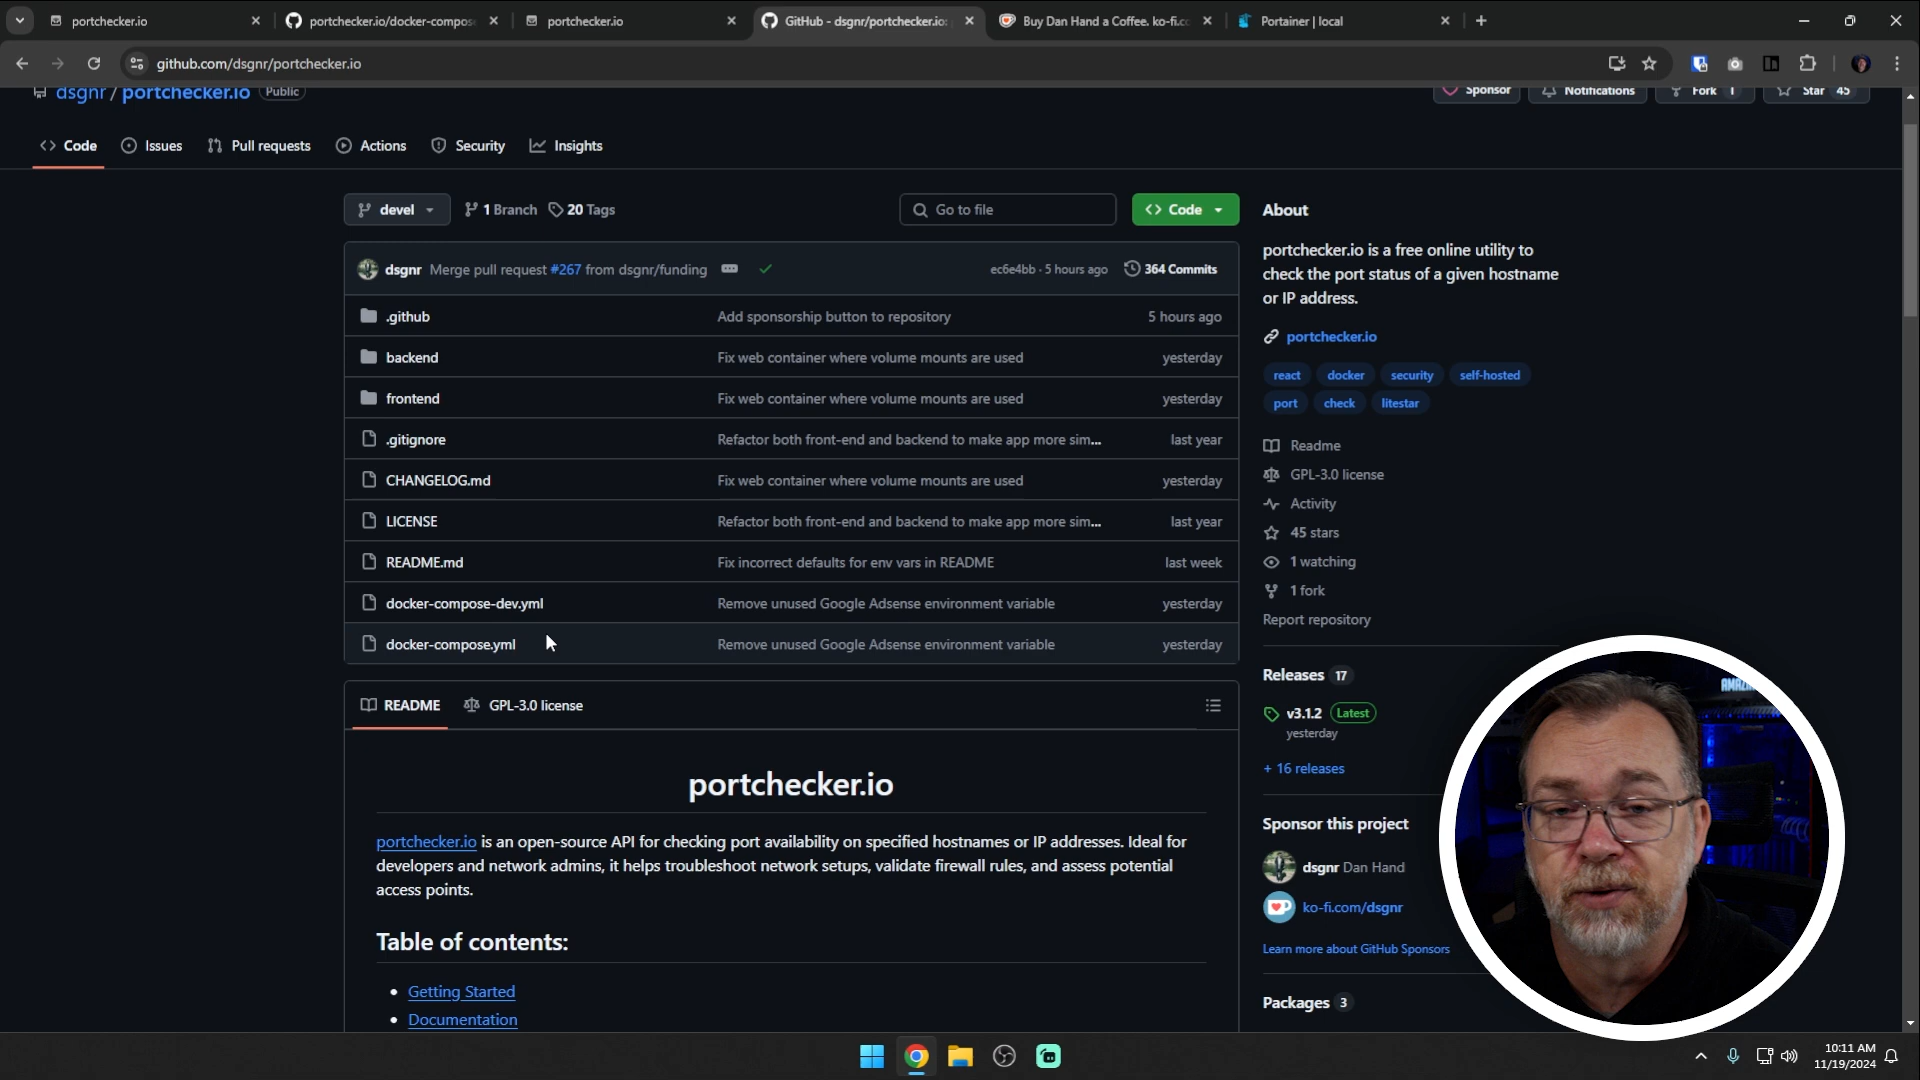 portchecker.io
portchecker.io/docker-compos
portchecker.io
GitHub - dsgnr/portchecker.io:
Buy Dan Hand a Coffee. ko-fi.co
Portainer | local
github.com/dsgnr/portchecker.io
dsgnr / portchecker.io Public
Sponsor
Notifications
Fork 1
Star 45
Code
Issues
Pull requests
Actions
Security
Insights
devel
1 Branch
20 Tags
Go to file
Code
dsgnr Merge pull request #267 from dsgnr/funding
ec6e4bb · 5 hours ago
364 Commits
.github Add sponsorship button to repository 5 hours ago
backend Fix web container where volume mounts are used yesterday
frontend Fix web container where volume mounts are used yesterday
.gitignore Refactor both front-end and backend to make app more sim... last year
CHANGELOG.md Fix web container where volume mounts are used yesterday
LICENSE Refactor both front-end and backend to make app more sim... last year
README.md Fix incorrect defaults for env vars in README last week
docker-compose-dev.yml Remove unused Google Adsense environment variable yesterday
docker-compose.yml Remove unused Google Adsense environment variable yesterday
README
GPL-3.0 license
portchecker.io
portchecker.io is an open-source API for checking port availability on specified hostnames or IP addresses. Ideal for
developers and network admins, it helps troubleshoot network setups, validate firewall rules, and assess potential
access points.
Table of contents:
Getting Started
Documentation
About
portchecker.io is a free online utility to
check the port status of a given hostname
or IP address.
portchecker.io
react docker security self-hosted
port check litestar
Readme
GPL-3.0 license
Activity
45 stars
1 watching
1 fork
Report repository
Releases 17
v3.1.2 Latest
yesterday
+ 16 releases
Sponsor this project
dsgnr Dan Hand
ko-fi.com/dsgnr
Learn more about GitHub Sponsors
Packages 3
10:11 AM
11/19/2024